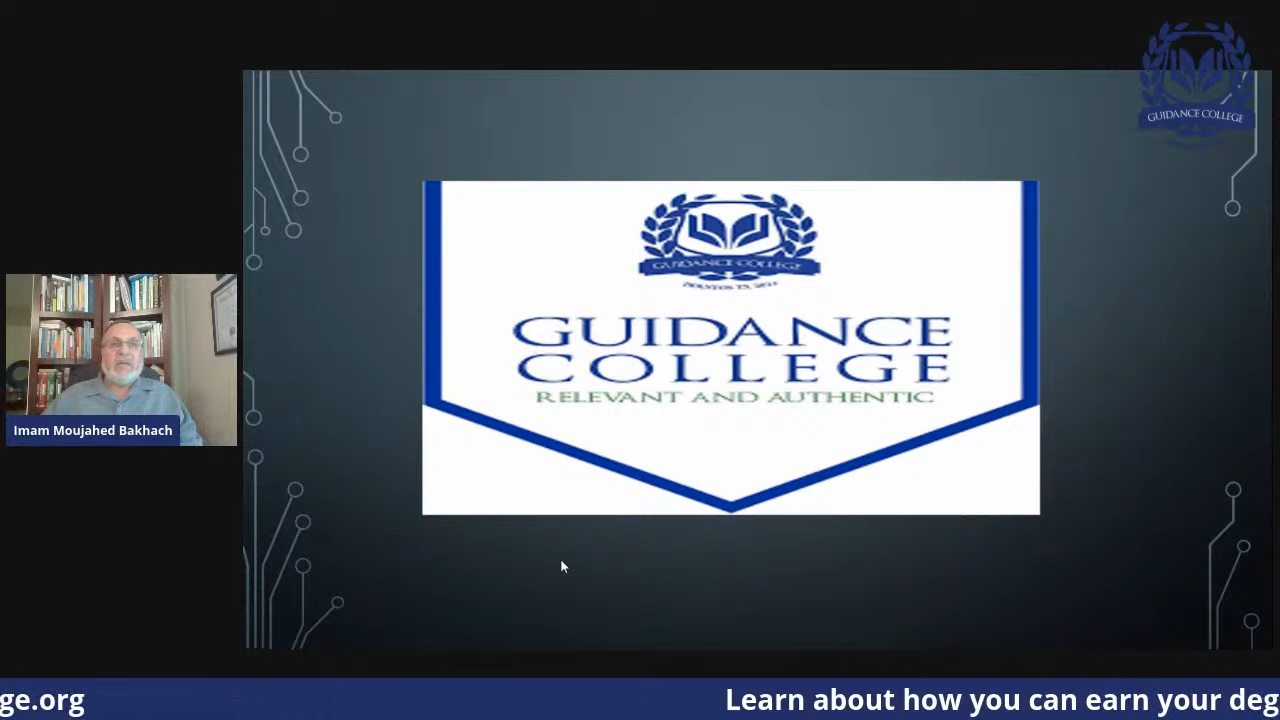 GUIDANCE COLLEGE
GUIDANCE COLLEGE
GUIDANCE
COLLEGE
RELEVANT AND AUTHENTIC
Imam Moujahed Bakhach
ge.org
Learn about how you can earn your deg